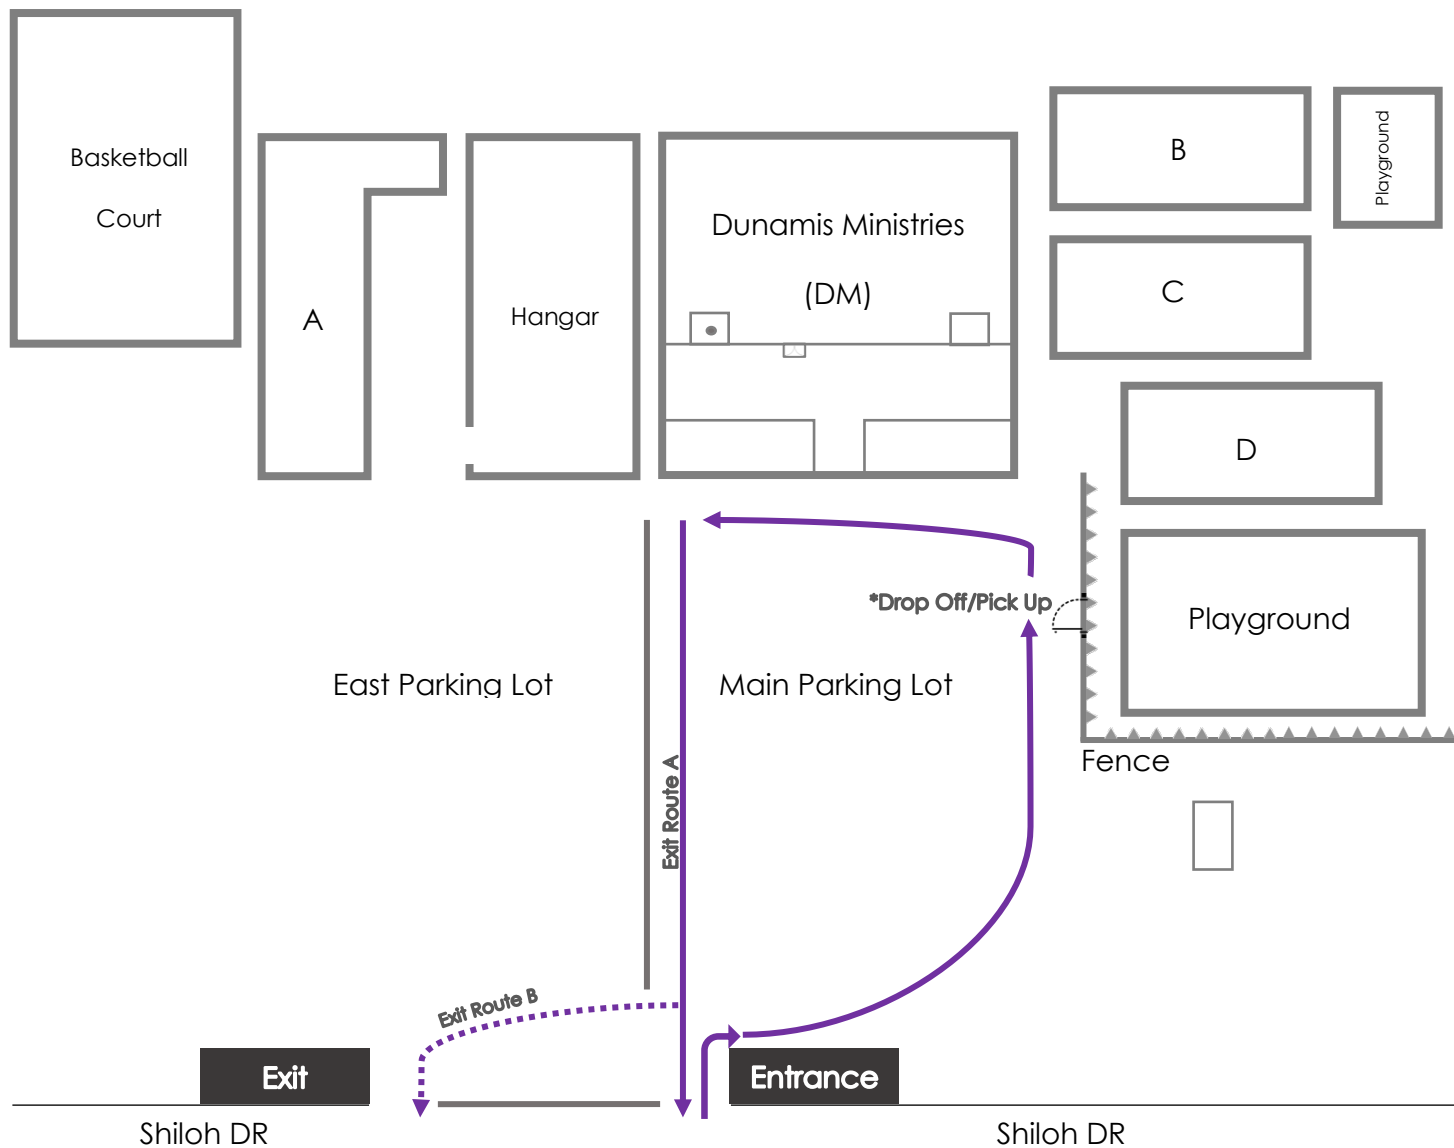 Basketball
Court
A
Hangar
Dunamis Ministries
(DM)
B
Playground
C
D
*Drop Off/Pick Up
Playground
East Parking Lot
Main Parking Lot
Fence
Exit Route A
Exit Route B
Exit
Entrance
Shiloh DR
Shiloh DR